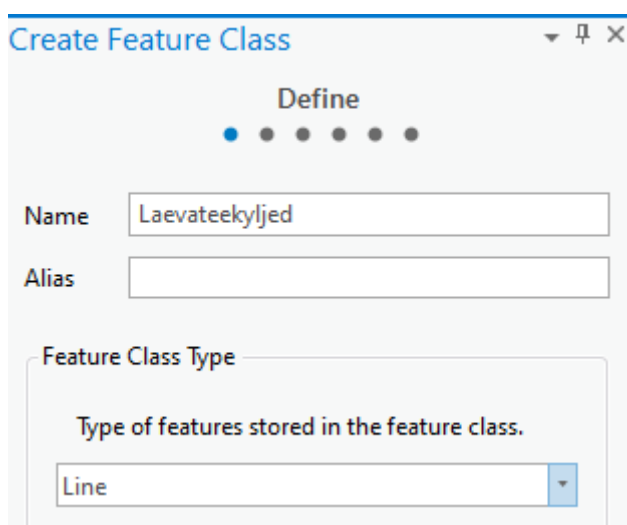 Create Feature Class
Define
Name Laevateekyljed
Alias
Feature Class Type
Type of features stored in the feature class.
Line